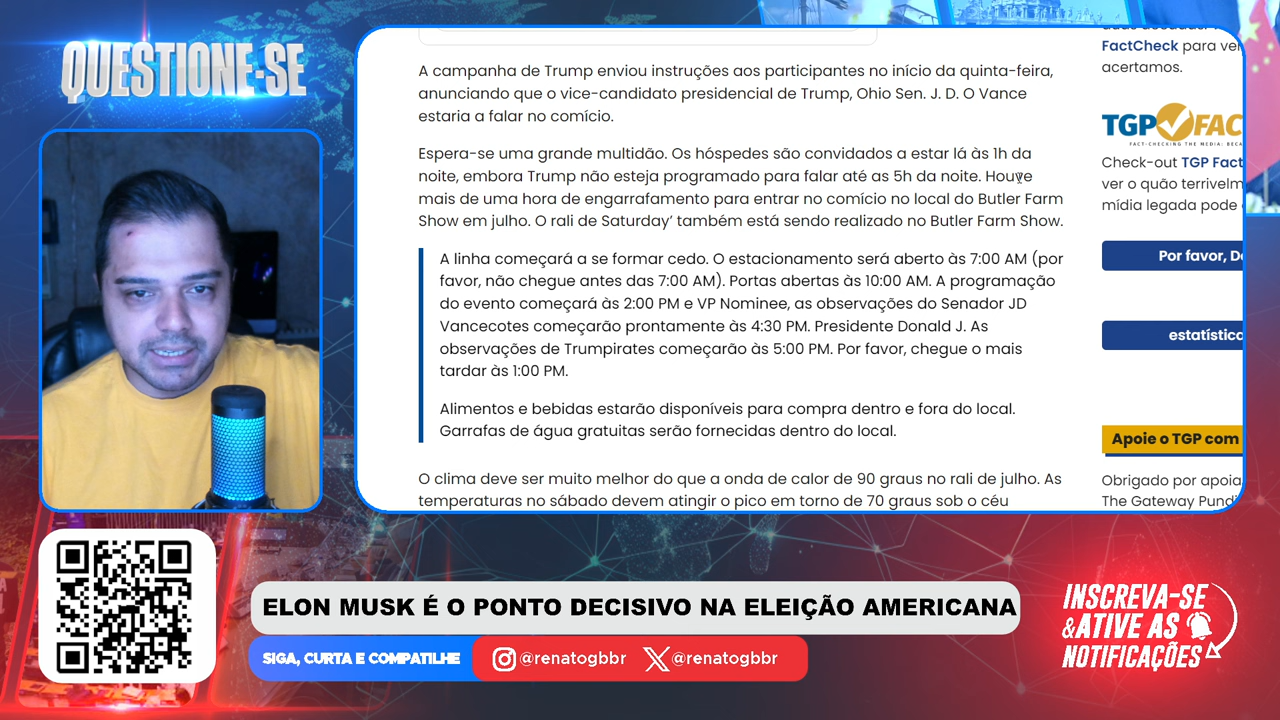 QUESTIONE-SE
A campanha de Trump enviou instruções aos participantes no início da quinta-feira,
anunciando que o vice-candidato presidencial de Trump, Ohio Sen. J. D. O Vance
estaria a falar no comício.
Espera-se uma grande multidão. Os hóspedes são convidados a estar lá às 1h da
noite, embora Trump não esteja programado para falar até as 5h da noite. Houve
mais de uma hora de engarrafamento para entrar no comício no local do Butler Farm
Show em julho. O rali de Saturday’ também está sendo realizado no Butler Farm Show.
A linha começará a se formar cedo. O estacionamento será aberto às 7:00 AM (por
favor, não chegue antes das 7:00 AM). Portas abertas às 10:00 AM. A programação
do evento começará às 2:00 PM e VP Nominee, as observações do Senador JD
Vancecotes começarão prontamente às 4:30 PM. Presidente Donald J. As
observações de Trumpirates começarão às 5:00 PM. Por favor, chegue o mais
tardar às 1:00 PM.
Alimentos e bebidas estarão disponíveis para compra dentro e fora do local.
Garrafas de água gratuitas serão fornecidas dentro do local.
O clima deve ser muito melhor do que a onda de calor de 90 graus no rali de julho. As
temperaturas no sábado devem atingir o pico em torno de 70 graus sob o céu
FactCheck para ver
acertamos.
TGP FAC
FACT-CHECKING THE MEDIA:
Check-out TGP Fact
ver o quão terrivelm
mídia legada pode
Por favor, D
estatística
Apoie o TGP com
Obrigado por apoia
The Gateway Pund
ELON MUSK É O PONTO DECISIVO NA ELEIÇÃO AMERICANA
SIGA, CURTA E COMPATILHE
@renatogbbr
@renatogbbr
INSCREVA-SE
&ATIVE AS
NOTIFICAÇÕES